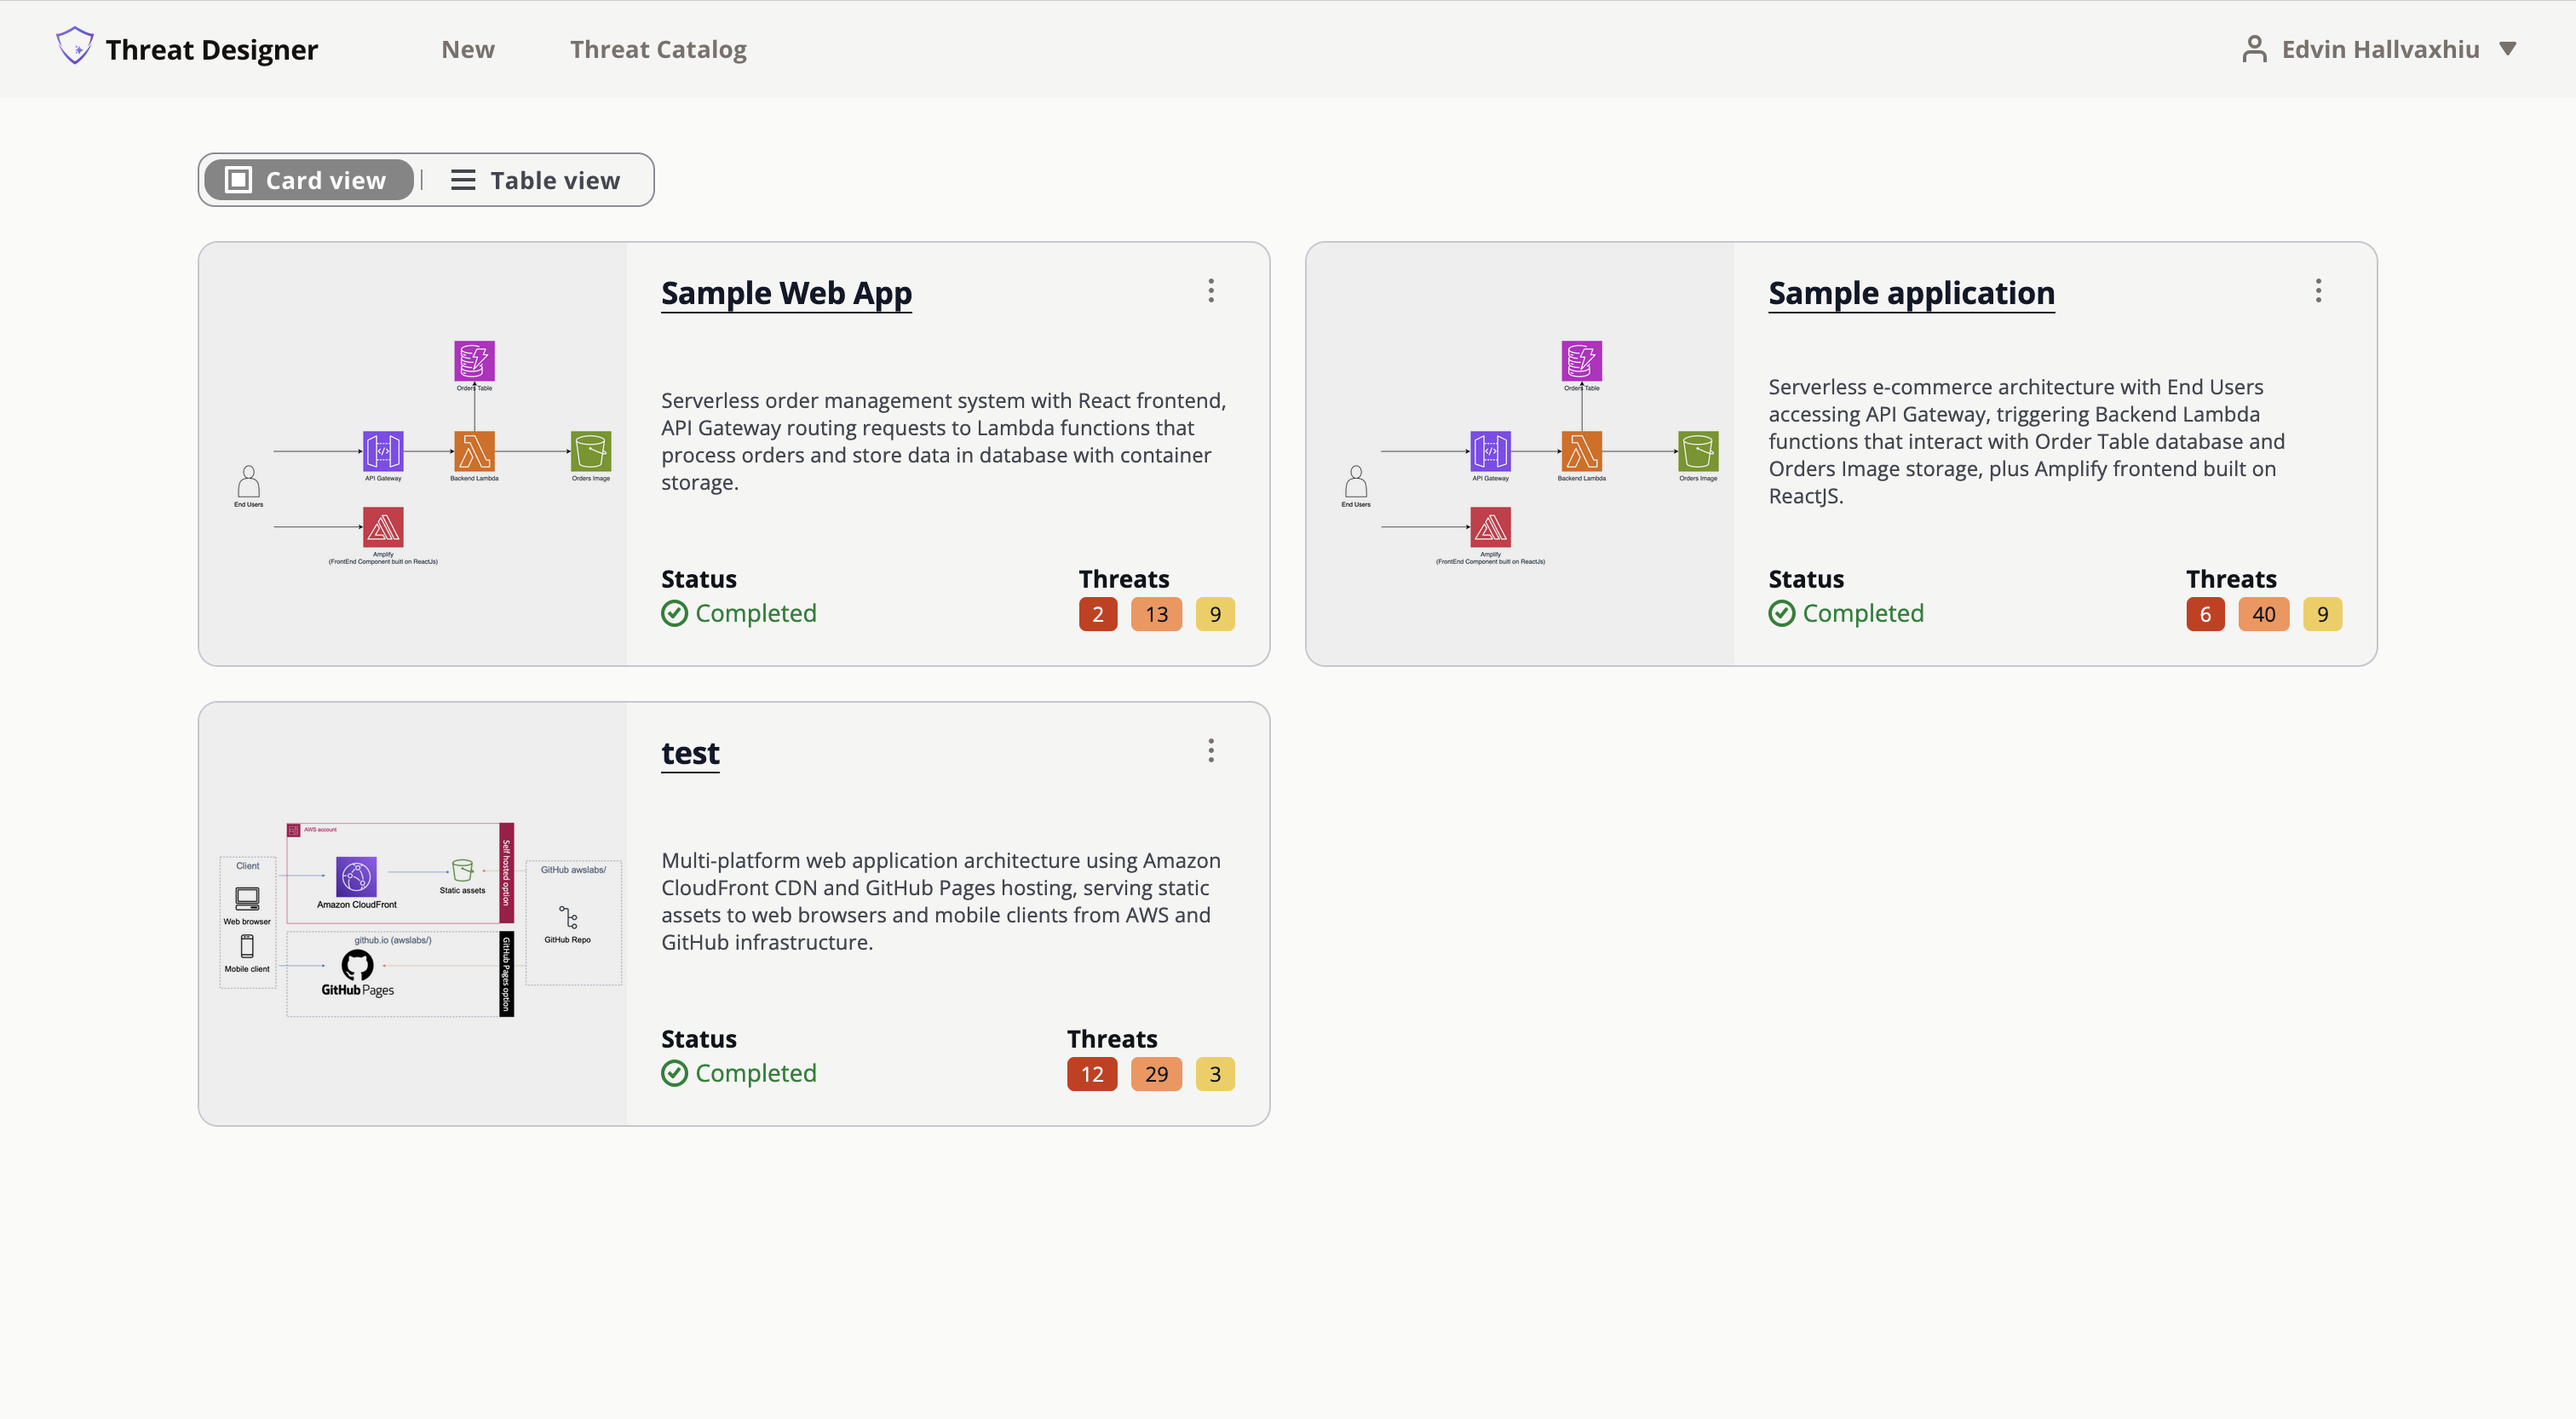 Threat Designer
New
Threat Catalog
Edvin Hallvaxhiu
Card view
Table view
Orders Table
API Gateway
Backend Lambda
Orders Image
End Users
Amplify
(FrontEnd Component builtl on ReactJs)
Sample Web App
Serverless order management system with React frontend,
API Gateway routing requests to Lambda functions that
process orders and store data in database with container
storage.
Status
Completed
Threats
2
13
9
Orders Table
API Gateway
Backend Lambda
Orders Image
End Users
Amplify
(FrontEnd Component builtl on ReactJs)
Sample application
Serverless e-commerce architecture with End Users
accessing API Gateway, triggering Backend Lambda
functions that interact with Order Table database and
Orders Image storage, plus Amplify frontend built on
ReactJS.
Status
Completed
Threats
6
40
9
AWS account
Client
Web browser
Mobile client
Amazon CloudFront
Static assets
Self hosted option
GitHub awslabs/
GitHub Repo
github.io (awslabs/)
GitHub Pages
GitHub Pages option
test
Multi-platform web application architecture using Amazon
CloudFront CDN and GitHub Pages hosting, serving static
assets to web browsers and mobile clients from AWS and
GitHub infrastructure.
Status
Completed
Threats
12
29
3